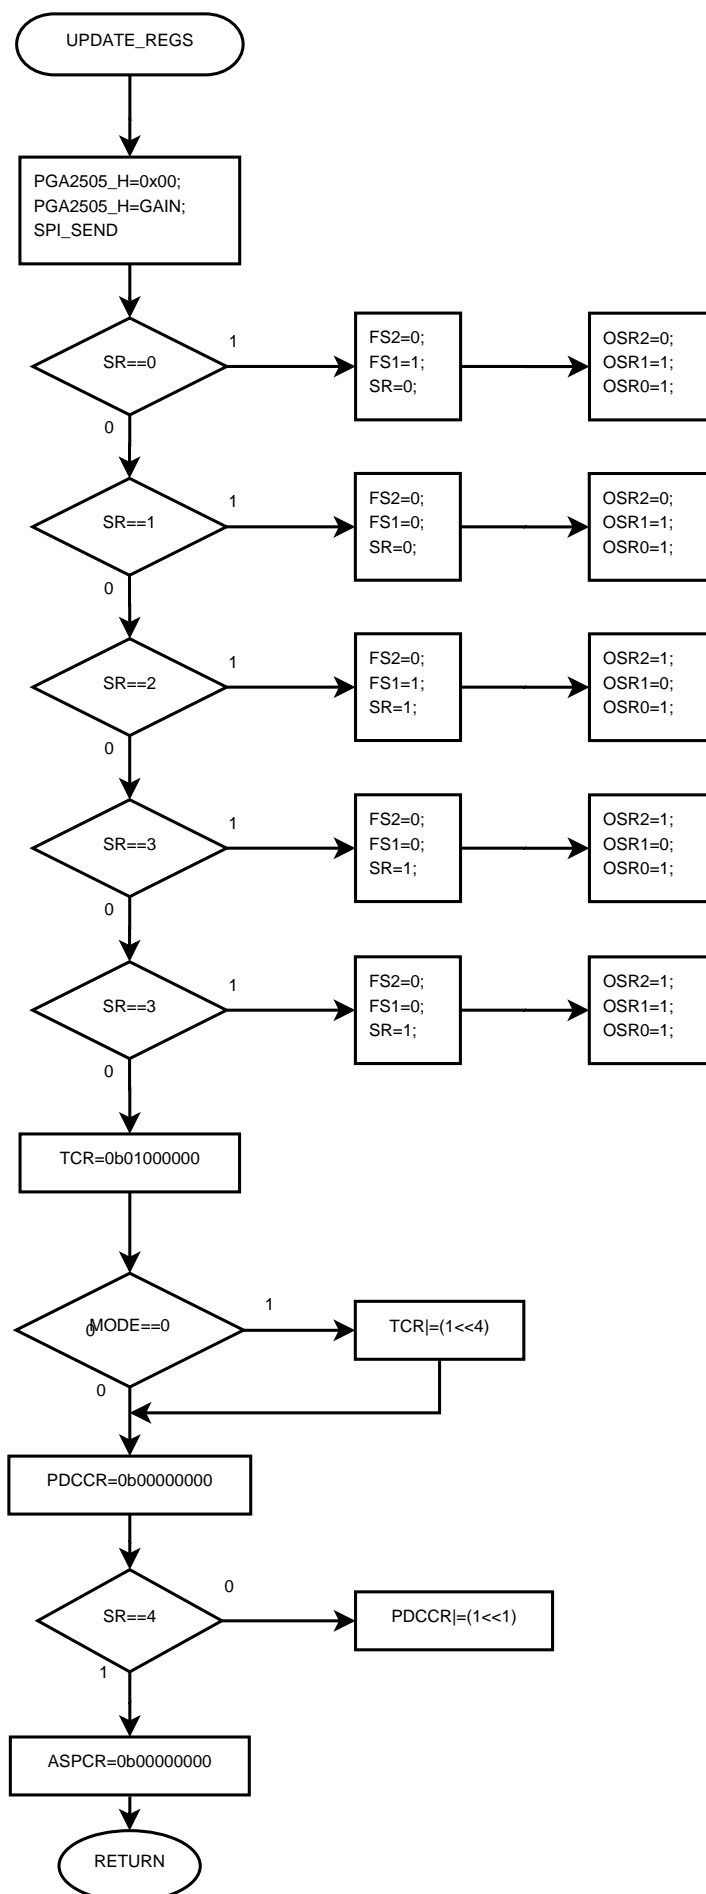 UPDATE_REGS
PGA2505_H=0x00;
PGA2505_H=GAIN;
SPI_SEND
SR==0
1
0
FS2=0;
FS1=1;
SR=0;
OSR2=0;
OSR1=1;
OSR0=1;
SR==1
1
0
FS2=0;
FS1=0;
SR=0;
OSR2=0;
OSR1=1;
OSR0=1;
SR==2
1
0
FS2=0;
FS1=1;
SR=1;
OSR2=1;
OSR1=0;
OSR0=1;
SR==3
1
0
FS2=0;
FS1=0;
SR=1;
OSR2=1;
OSR1=0;
OSR0=1;
SR==3
1
0
FS2=0;
FS1=0;
SR=1;
OSR2=1;
OSR1=1;
OSR0=1;
TCR=0b01000000
MODE==0
0
1
0
TCR|=(1<<4)
PDCCR=0b00000000
SR==4
0
1
PDCCR|=(1<<1)
ASPCR=0b00000000
RETURN